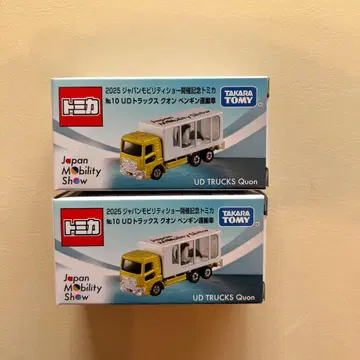 トミカ
2025 ジャパンモビリティショー開催記念トミカ
№10 UDトラックス クオン ペンギン運搬車
TAKARA TOMY
Japan
Mobility
Show
UD TRUCKS Quon
トミカ
2025 ジャパンモビリティショー開催記念トミカ
№10 UDトラックス クオン ペンギン運搬車
TAKARA TOMY
Japan
Mobility
Show
UD TRUCKS Quon